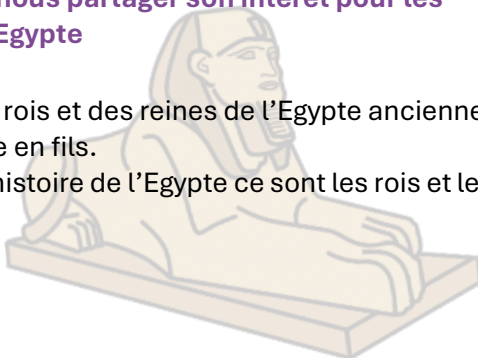 nous partager son intérêt pour les
Egypte
rois et des reines de l’Egypte ancienne
e en fils.
histoire de l’Egypte ce sont les rois et le